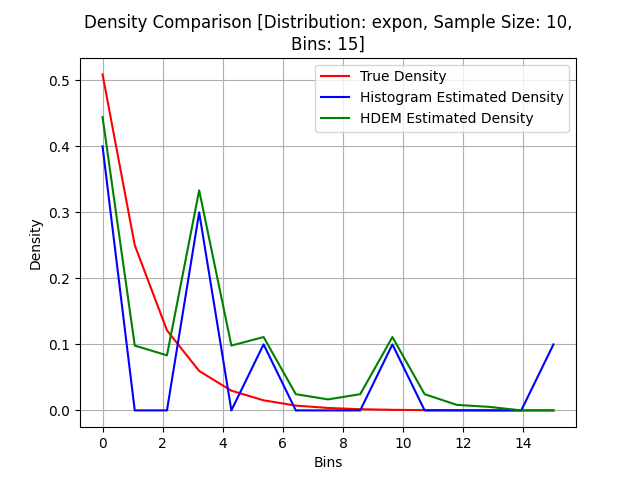 Density Comparison [Distribution: expon, Sample Size: 10,
Bins: 15]
True Density
Histogram Estimated Density
HDEM Estimated Density
Density
0.5
0.4
0.3
0.2
0.1
0.0
0 2 4 6 8 10 12 14
Bins